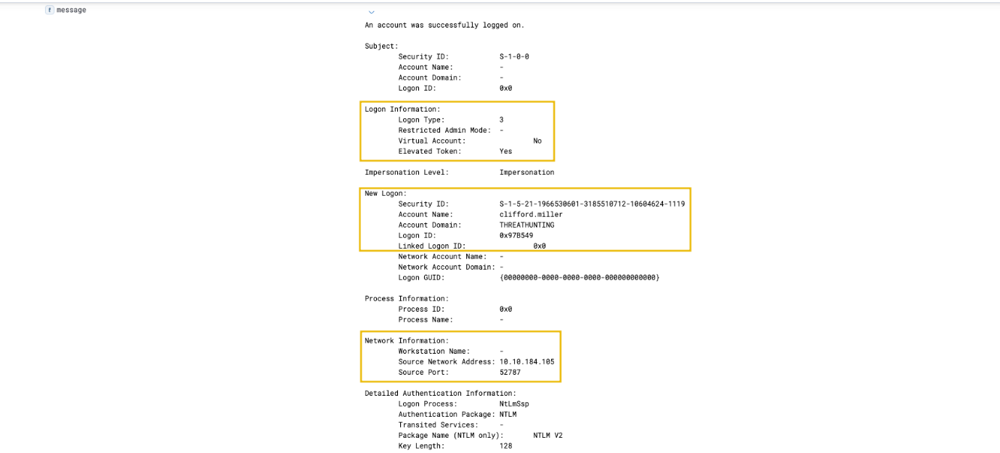 t message
An account was successfully logged on.
Subject:
Security ID: S-1-0-0
Account Name: -
Account Domain: -
Logon ID: 0x0
Logon Information:
Logon Type: 3
Restricted Admin Mode: -
Virtual Account: No
Elevated Token: Yes
Impersonation Level: Impersonation
New Logon:
Security ID: S-1-5-21-1966530601-3185510712-10604624-1119
Account Name: clifford.miller
Account Domain: THREATHUNTING
Logon ID: 0x97B549
Linked Logon ID: 0x0
Network Account Name: -
Network Account Domain: -
Logon GUID: {00000000-0000-0000-0000-000000000000}
Process Information:
Process ID: 0x0
Process Name: -
Network Information:
Workstation Name: -
Source Network Address: 10.10.184.105
Source Port: 52787
Detailed Authentication Information:
Logon Process: NtLmSsp
Authentication Package: NTLM
Transited Services: -
Package Name (NTLM only): NTLM V2
Key Length: 128